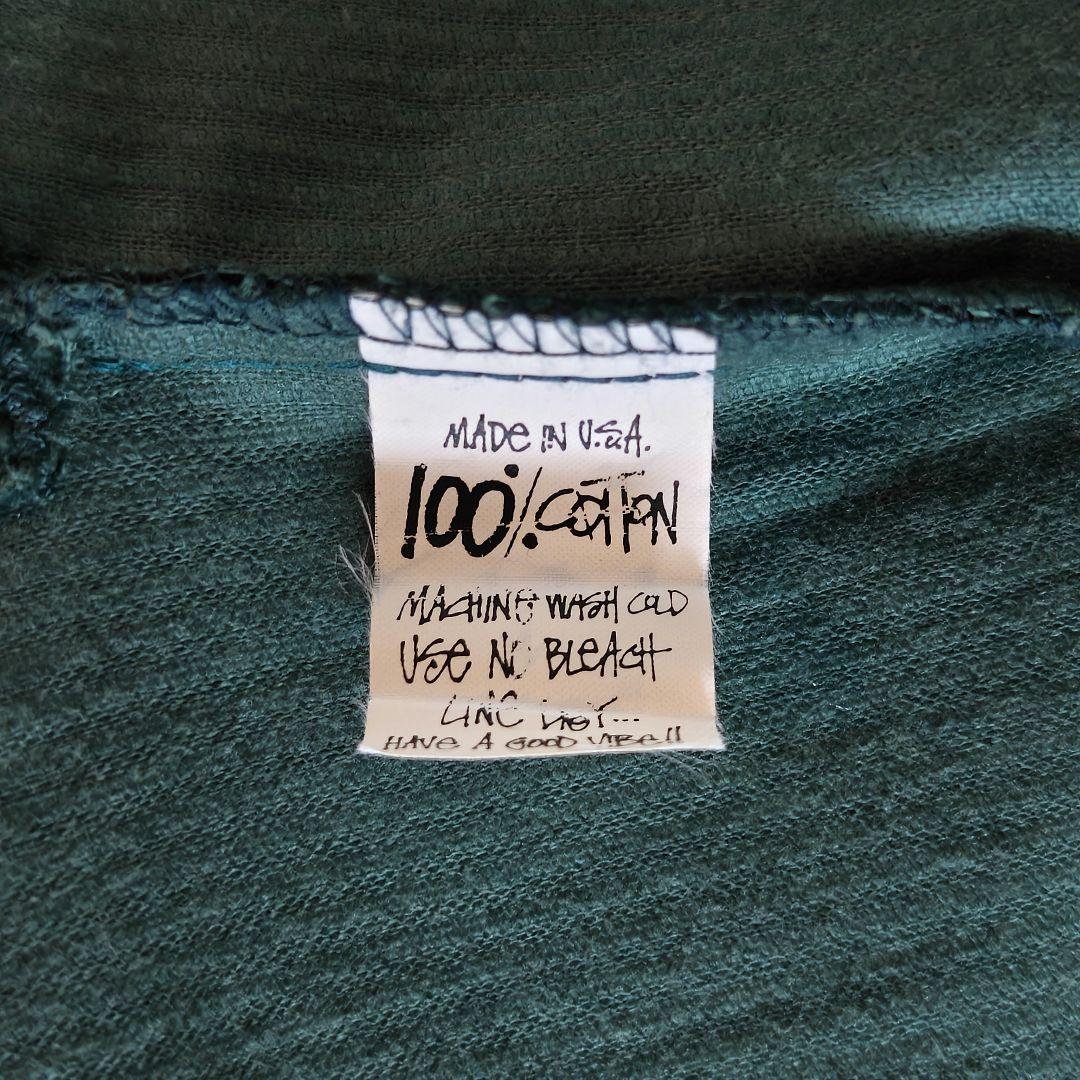 MADE IN U.S.A.
100% COTTON
MACHINE WASH COLD
USE NO BLEACH
LINE DRY...
HAVE A GOOD VIBE!!